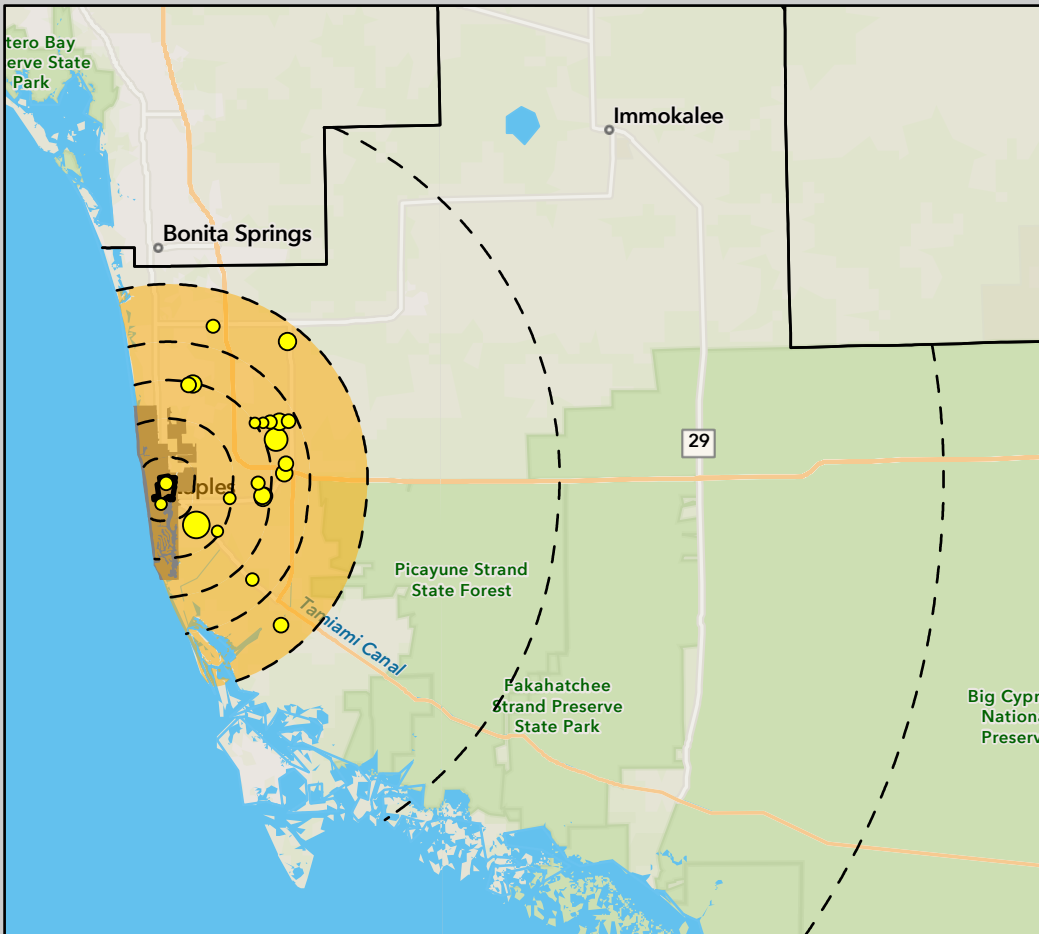 tero Bay
erve State
Park
Immokalee
Bonita Springs
29
aples
Picayune Strand
State Forest
Tamiami Canal
Fakahatchee
Strand Preserve
State Park
Big Cypr
Nationa
Preserv